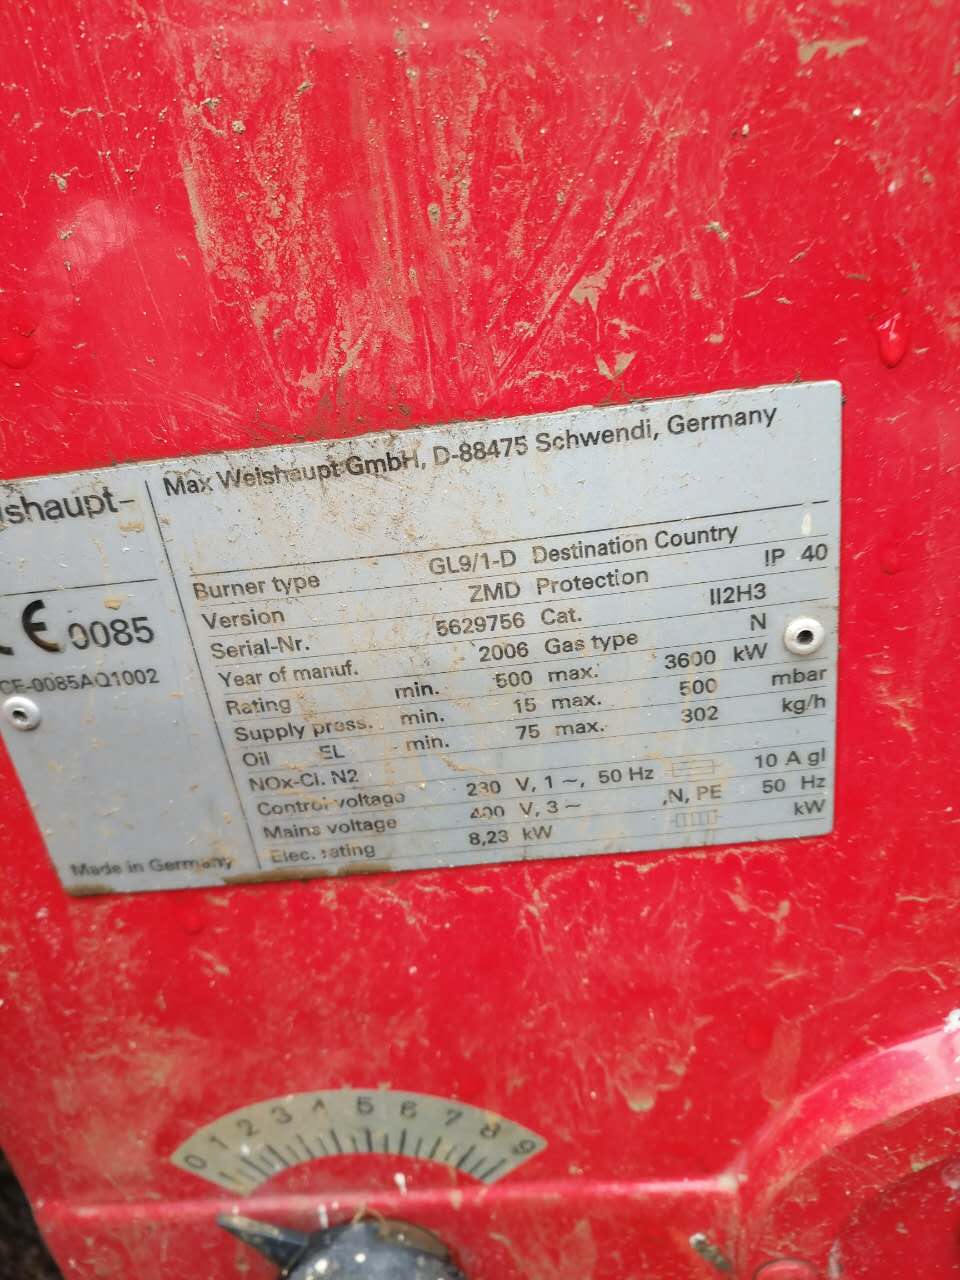 ishaupt-
Max Weishaupt GmbH, D-88475 Schwendi, Germany
CE 0085
CE-0085AQ1002
Burner type GL9/1-D Destination Country
Version ZMD Protection IP 40
Serial-Nr. 5629756 Cat. II2H3
Year of manuf. 2006 Gas type N
Rating min. 500 max. 3600 kW
Supply press. min. 15 max. 500 mbar
Oil EL min. 75 max. 302 kg/h
NOx-Cl. N2
Control voltage 230 V, 1 ~, 50 Hz 10 A gl
Mains voltage 400 V, 3 ~ ,N, PE 50 Hz
Elec. rating 8,23 kW kW
Made in Germany
0 1 2 3 4 5 6 7 8 9